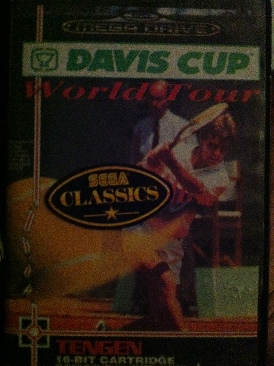 MEGA DRIVE
DAVIS CUP
World Tour
SEGA
CLASSICS
TENGEN
16-BIT CARTRIDGE